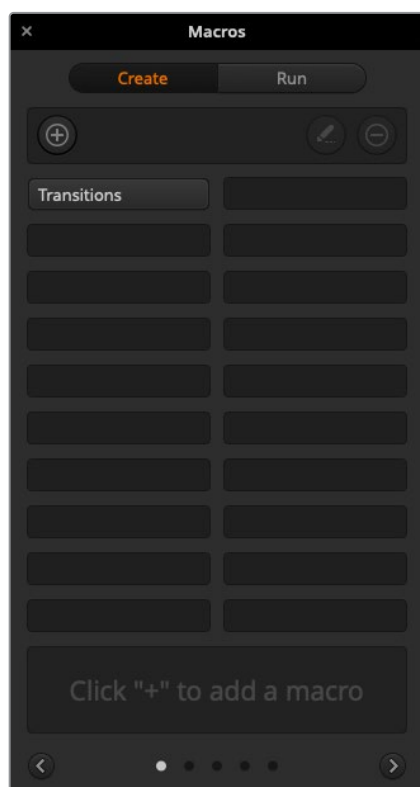 Macros
Create
Run
Transitions
Click "+" to add a macro